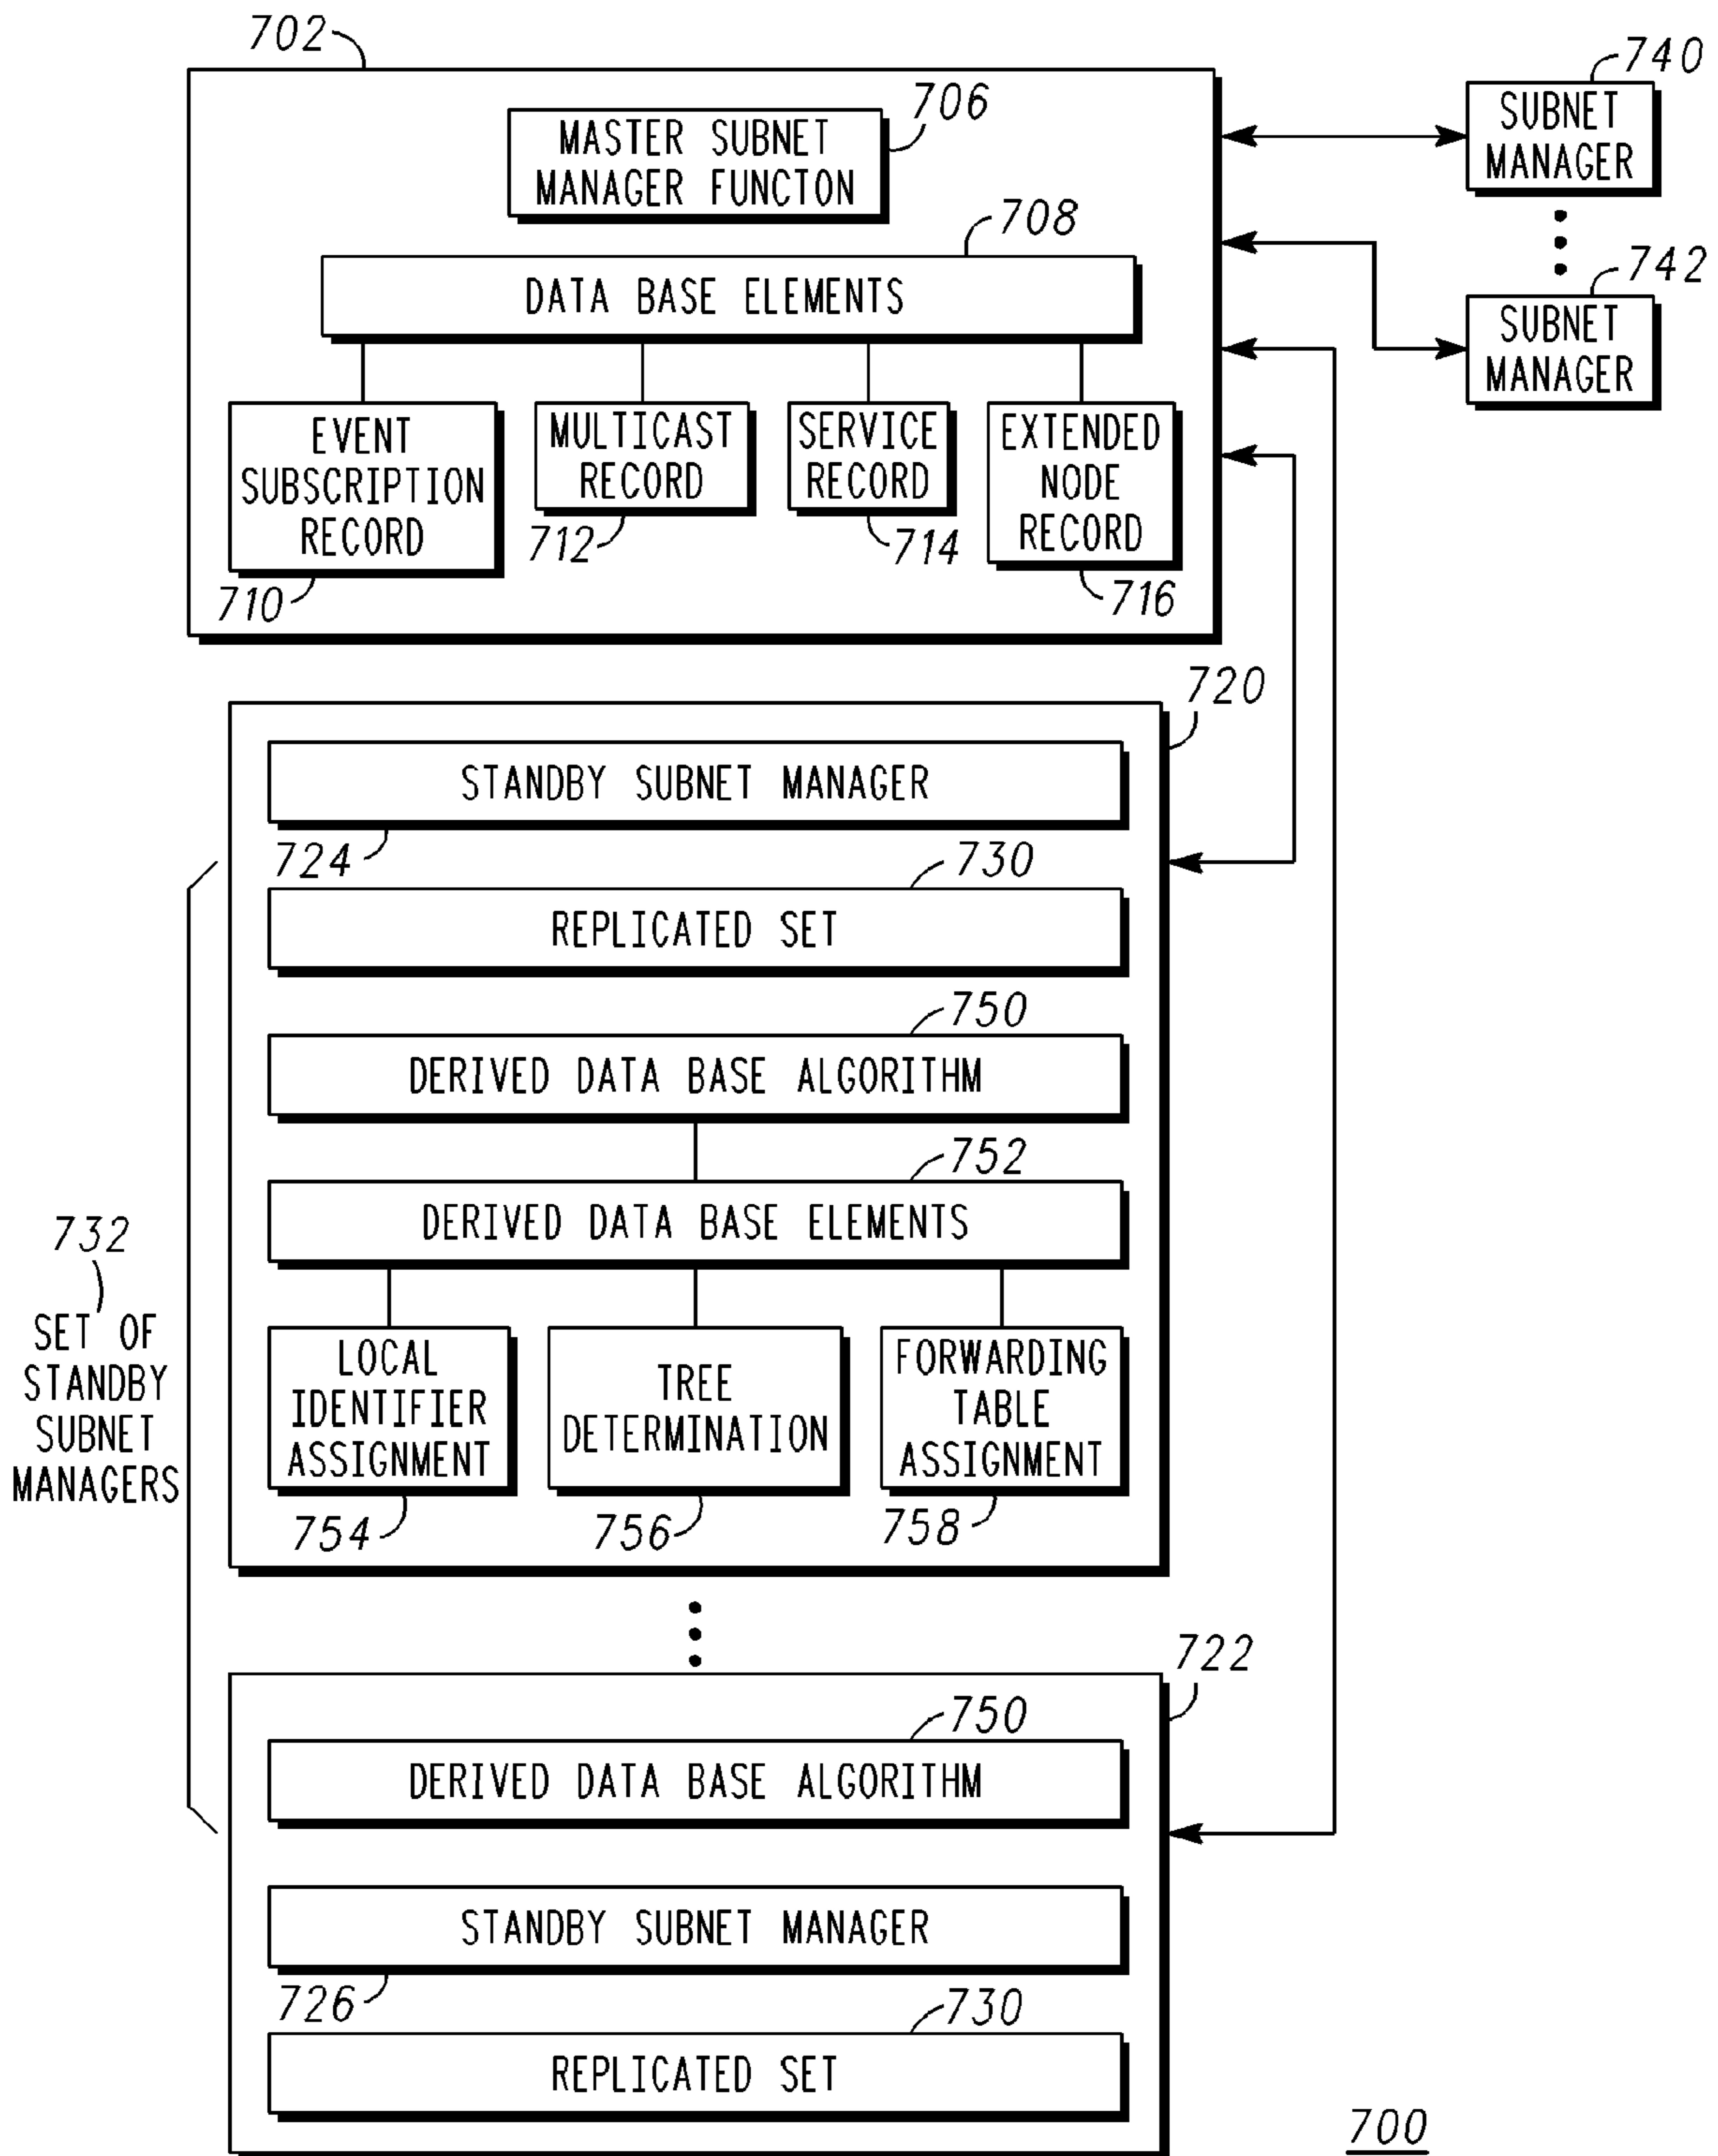 702
740
706
MASTER SUBNET
MANAGER FUNCTON
SUBNET
MANAGER
708
DATA BASE ELEMENTS
742
SUBNET
MANAGER
EVENT
SUBSCRIPTION
RECORD
MULTICAST
RECORD
SERVICE
RECORD
EXTENDED
NODE
RECORD
710
712
714
716
720
STANDBY SUBNET MANAGER
724
730
REPLICATED SET
750
DERIVED DATA BASE ALGORITHM
752
DERIVED DATA BASE ELEMENTS
732
SET OF
STANDBY
SUBNET
MANAGERS
LOCAL
IDENTIFIER
ASSIGNMENT
TREE
DETERMINATION
FORWARDING
TABLE
ASSIGNMENT
754
756
758
722
750
DERIVED DATA BASE ALGORITHM
STANDBY SUBNET MANAGER
726
730
REPLICATED SET
700